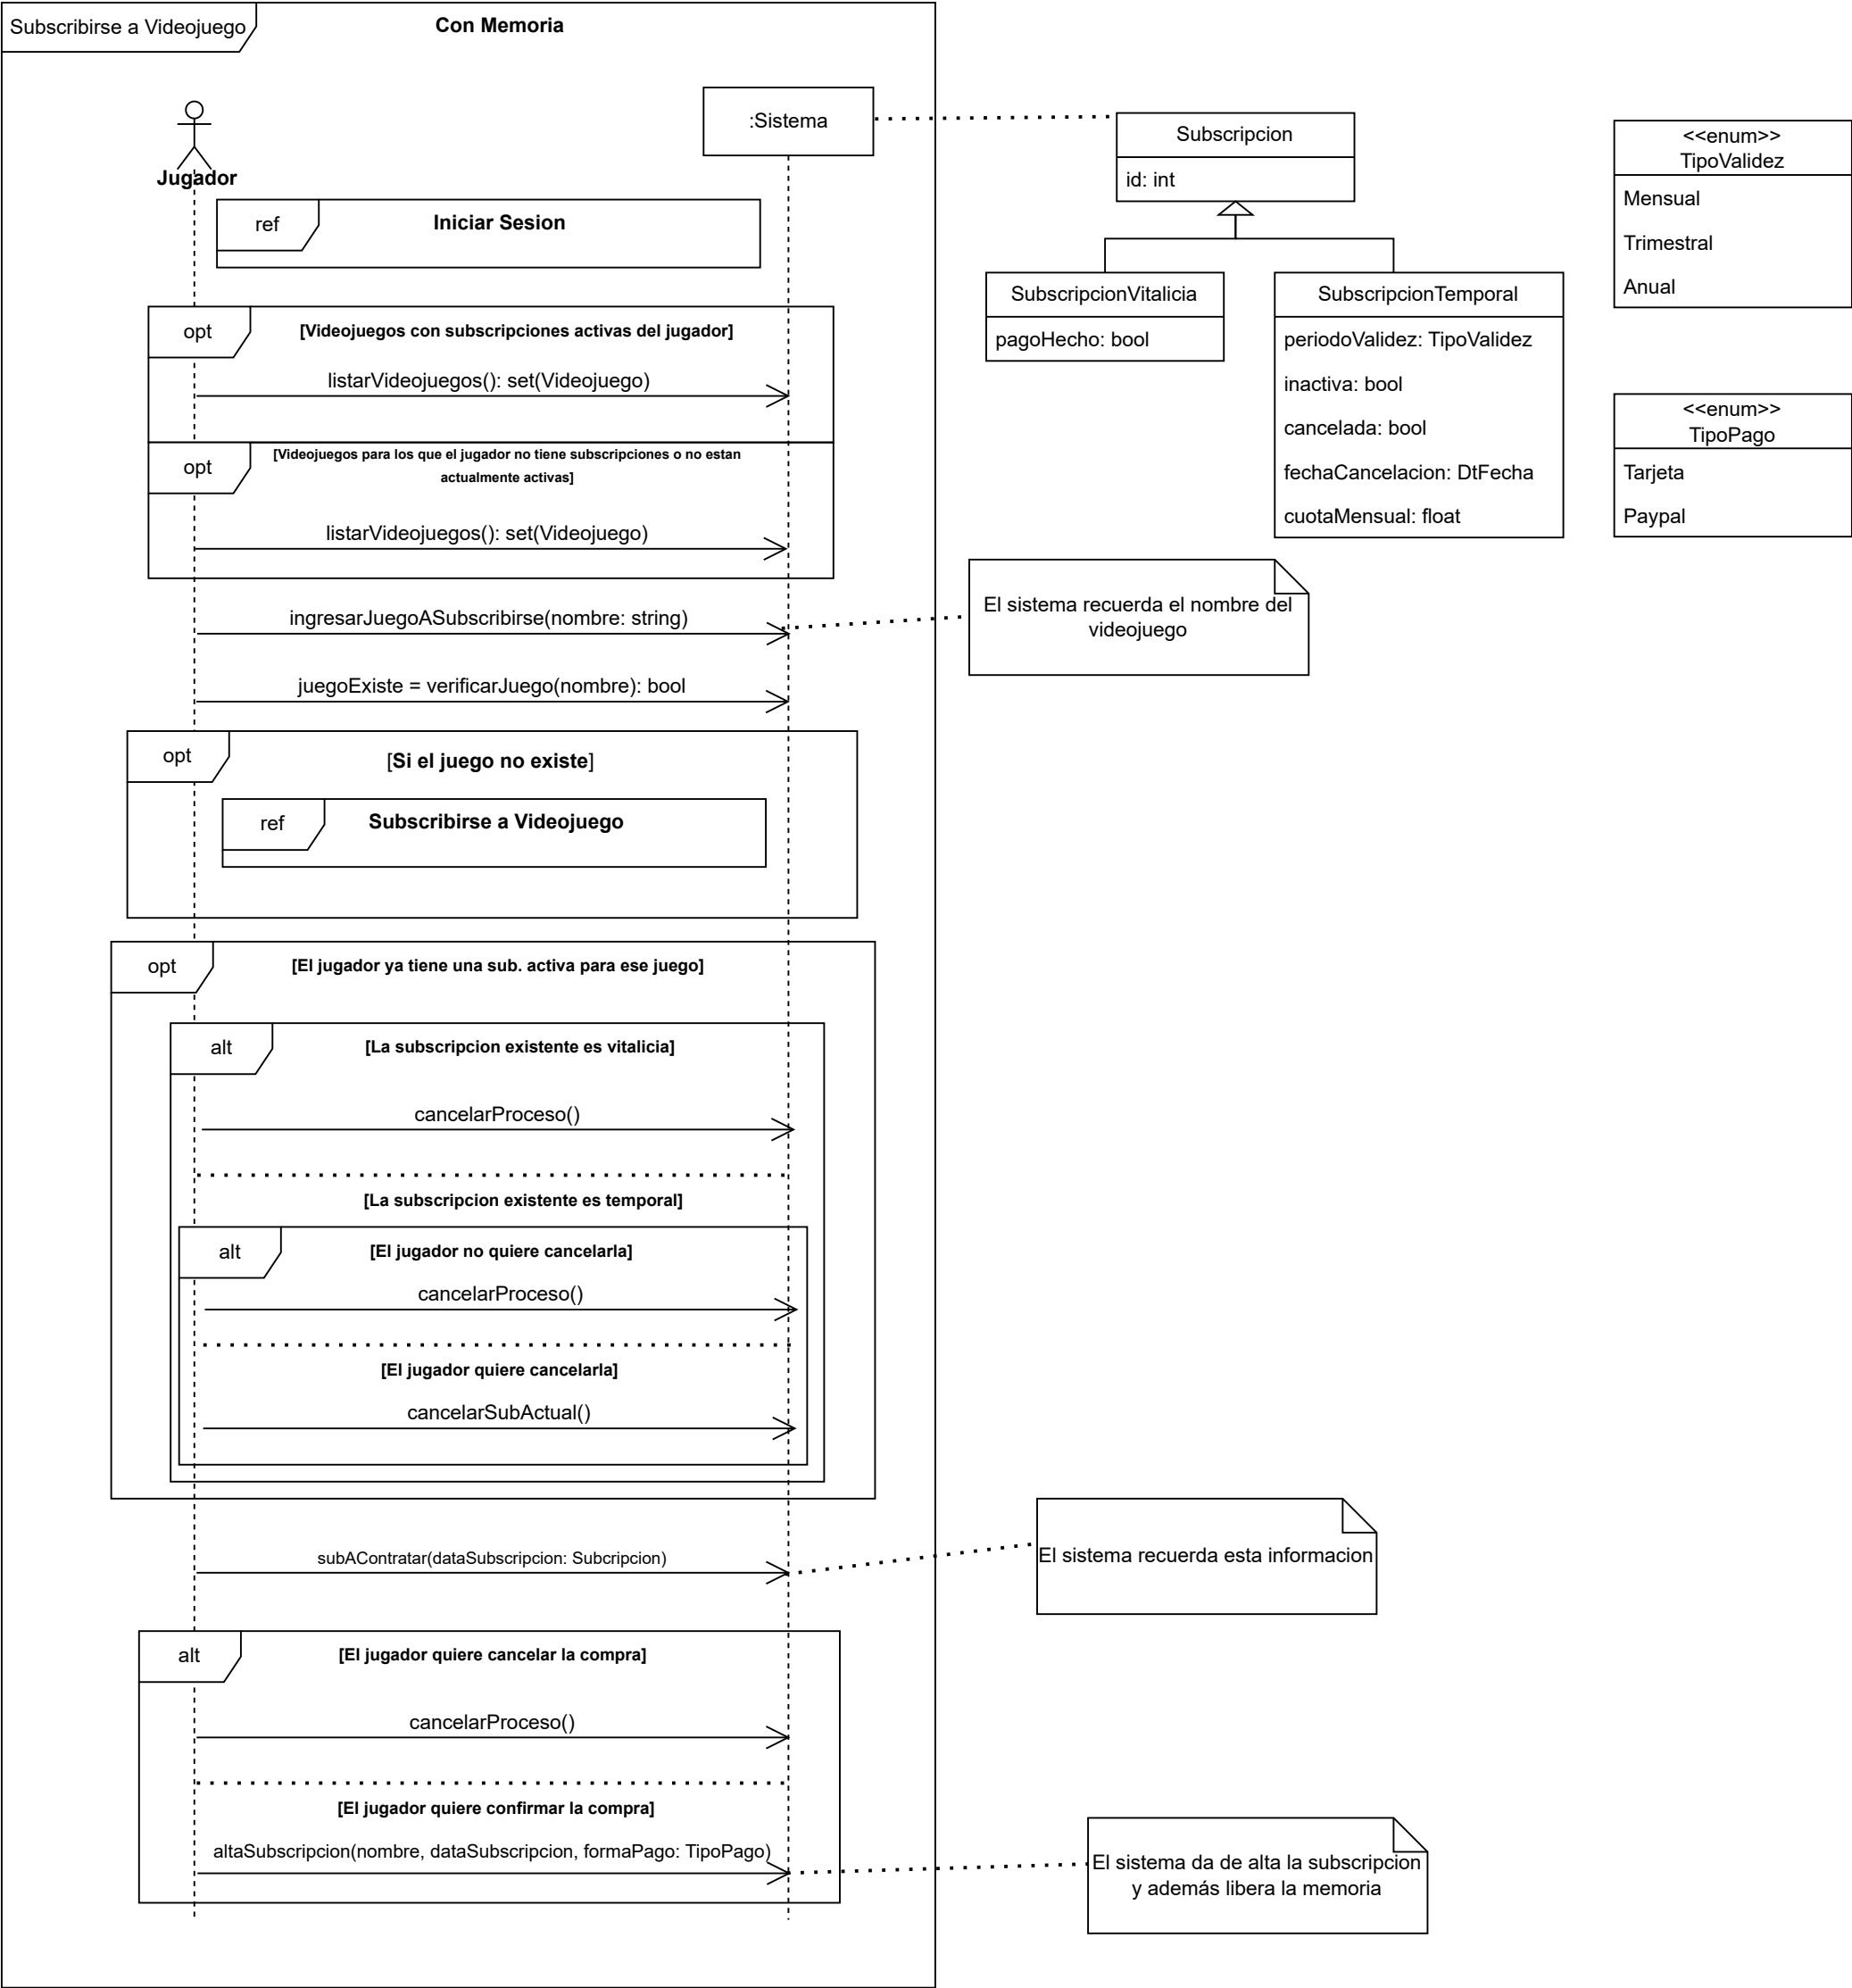 Subscribirse a Videojuego
Con Memoria
Jugador
:Sistema
Subscripcion
id: int
SubscripcionVitalicia
pagoHecho: bool
SubscripcionTemporal
periodoValidez: TipoValidez
inactiva: bool
cancelada: bool
fechaCancelacion: DtFecha
cuotaMensual: float
<<enum>>
TipoValidez
Mensual
Trimestral
Anual
<<enum>>
TipoPago
Tarjeta
Paypal
ref
Iniciar Sesion
opt
[Videojuegos con subscripciones activas del jugador]
listarVideojuegos(): set(Videojuego)
opt
[Videojuegos para los que el jugador no tiene subscripciones o no estan
actualmente activas]
listarVideojuegos(): set(Videojuego)
ingresarJuegoASubscribirse(nombre: string)
El sistema recuerda el nombre del
videojuego
juegoExiste = verificarJuego(nombre): bool
opt
[Si el juego no existe]
ref
Subscribirse a Videojuego
opt
[El jugador ya tiene una sub. activa para ese juego]
alt
[La subscripcion existente es vitalicia]
cancelarProceso()
[La subscripcion existente es temporal]
alt
[El jugador no quiere cancelarla]
cancelarProceso()
[El jugador quiere cancelarla]
cancelarSubActual()
subAContratar(dataSubscripcion: Subcripcion)
El sistema recuerda esta informacion
alt
[El jugador quiere cancelar la compra]
cancelarProceso()
[El jugador quiere confirmar la compra]
altaSubscripcion(nombre, dataSubscripcion, formaPago: TipoPago)
El sistema da de alta la subscripcion
y además libera la memoria